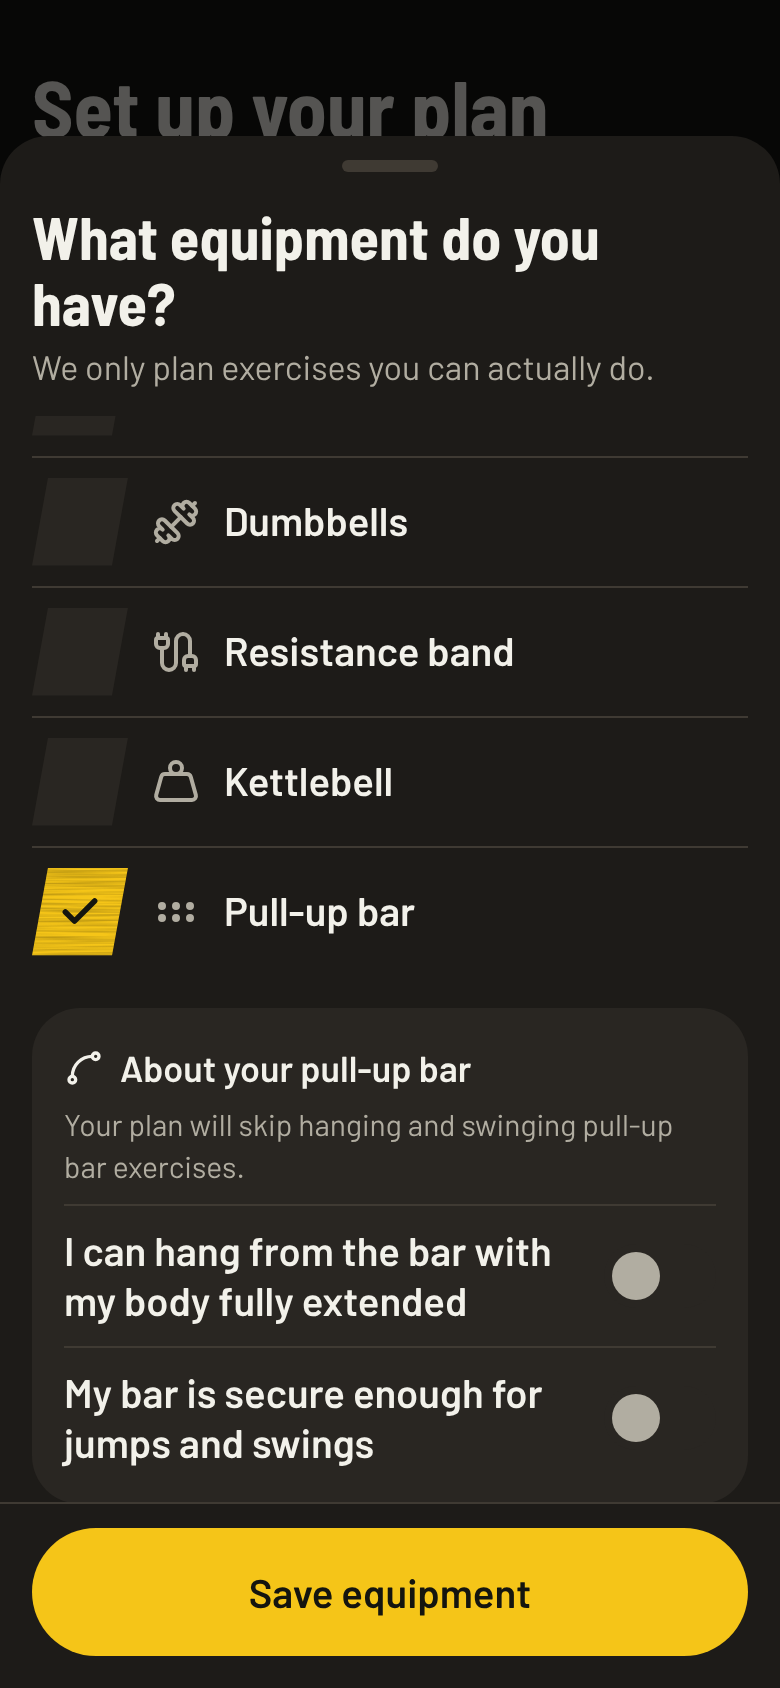 Set up your plan
What equipment do you
have?
We only plan exercises you can actually do.
Dumbbells
Resistance band
Kettlebell
Pull-up bar
About your pull-up bar
Your plan will skip hanging and swinging pull-up
bar exercises.
I can hang from the bar with
my body fully extended
My bar is secure enough for
jumps and swings
Save equipment